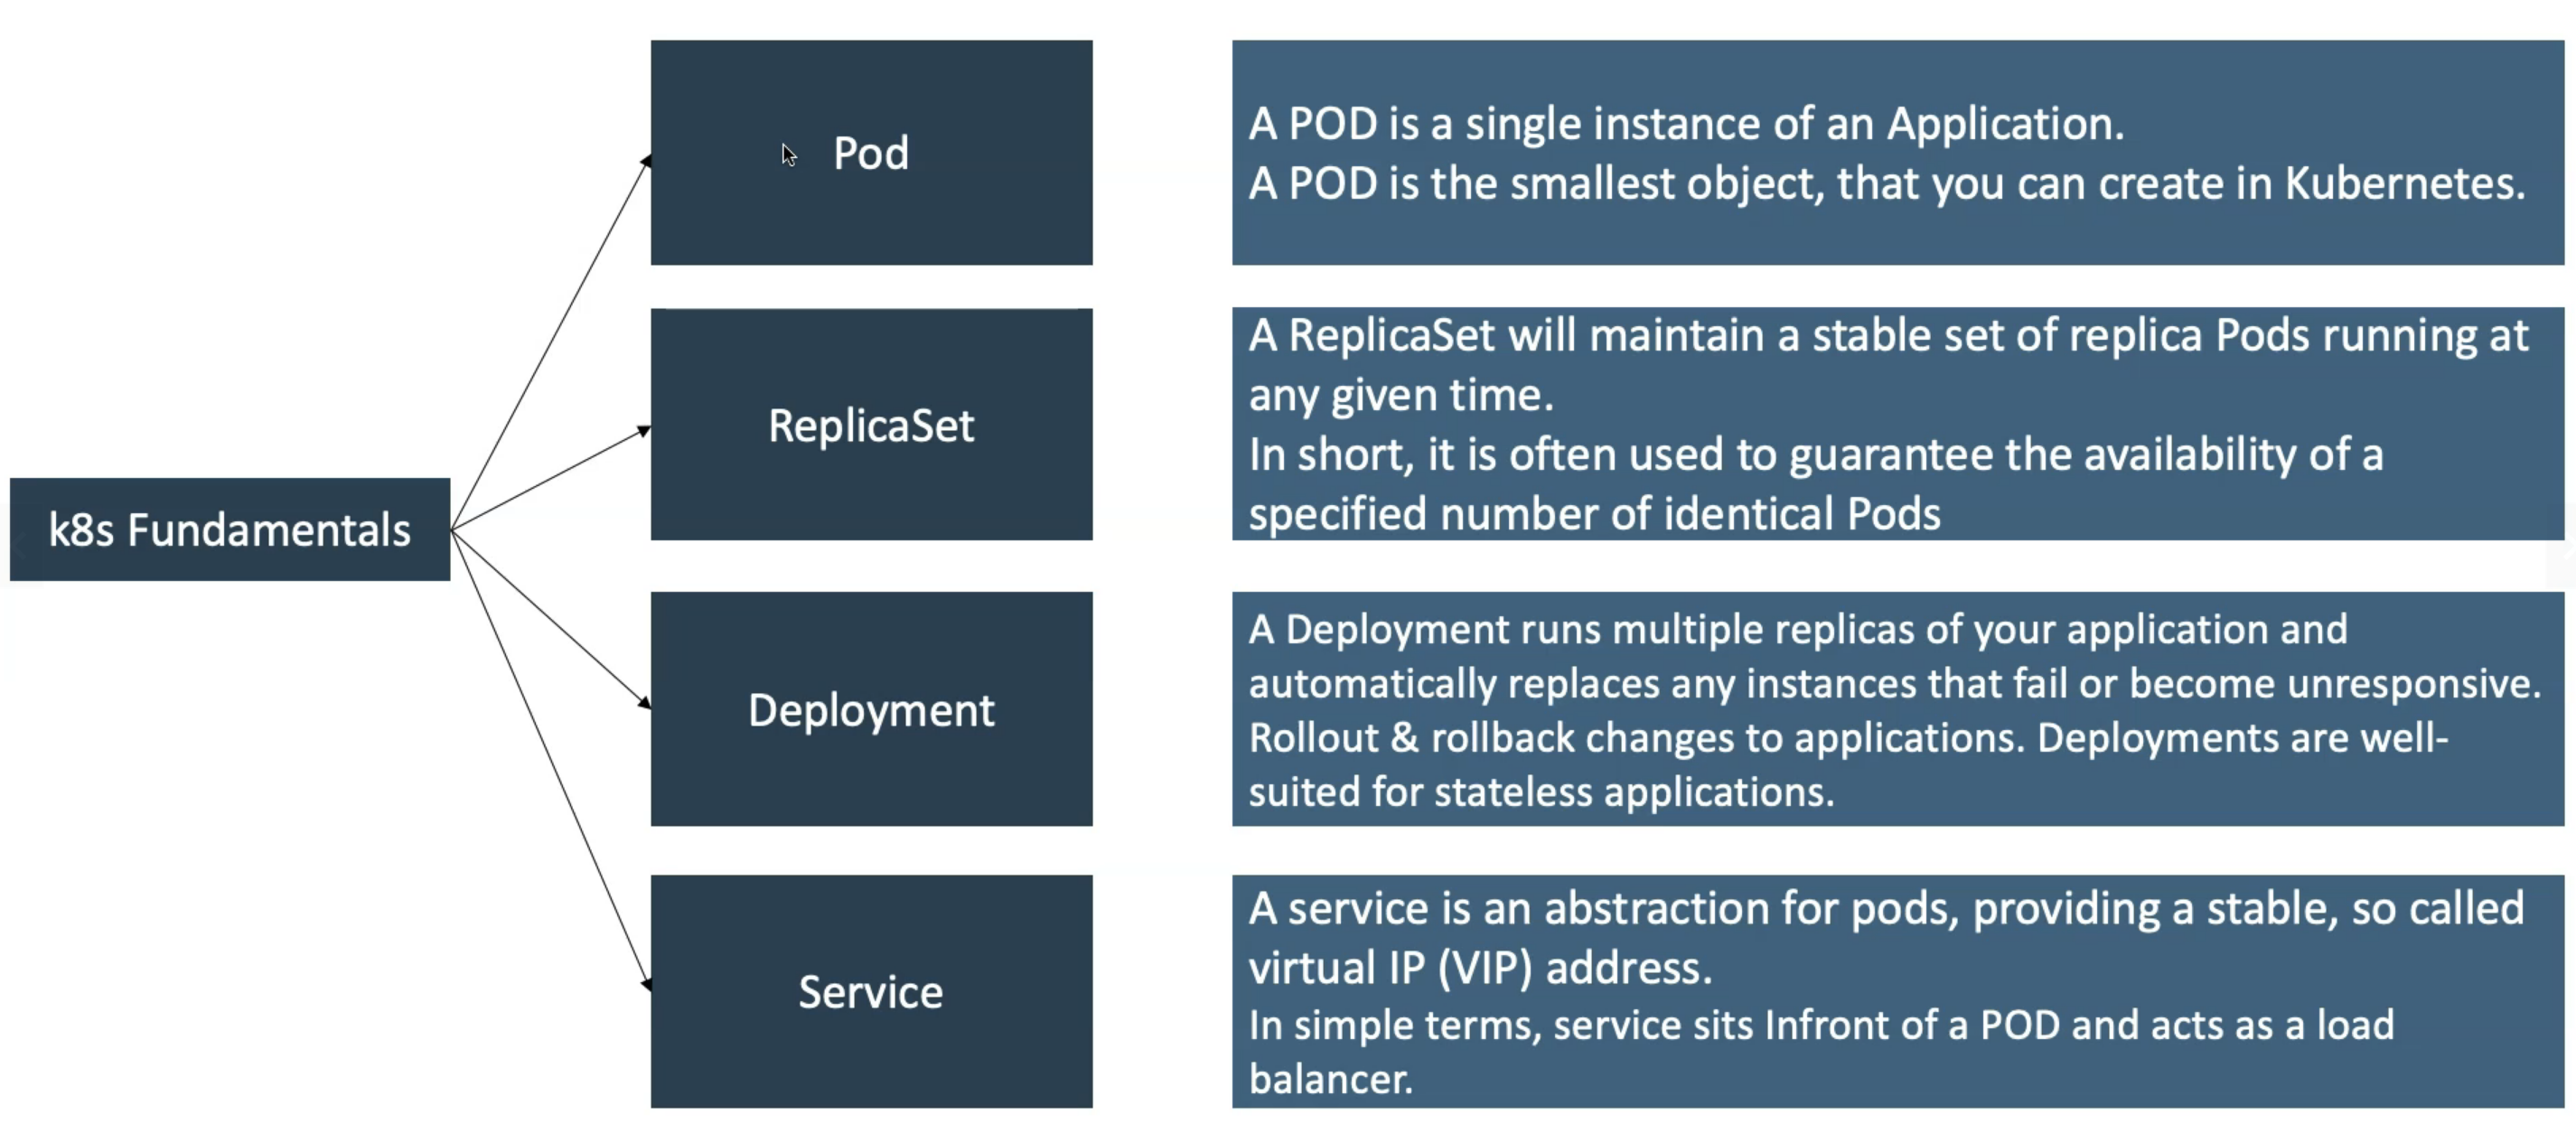 Pod
A POD is a single instance of an Application.
A POD is the smallest object, that you can create in Kubernetes.
ReplicaSet
A ReplicaSet will maintain a stable set of replica Pods running at
any given time.
In short, it is often used to guarantee the availability of a
specified number of identical Pods
k8s Fundamentals
Deployment
A Deployment runs multiple replicas of your application and
automatically replaces any instances that fail or become unresponsive.
Rollout & rollback changes to applications. Deployments are well-
suited for stateless applications.
Service
A service is an abstraction for pods, providing a stable, so called
virtual IP (VIP) address.
In simple terms, service sits Infront of a POD and acts as a load
balancer.